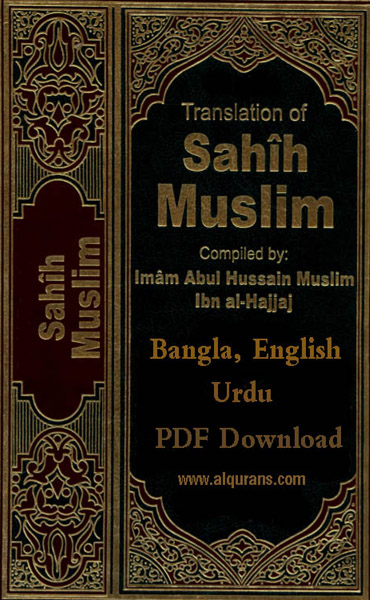 Sahîh
Muslim
Translation of
Sahîh
Muslim
Compiled by:
Imâm Abul Hussain Muslim
Ibn al-Hajjaj
Bangla, English
Urdu
PDF Download
www.alqurans.com